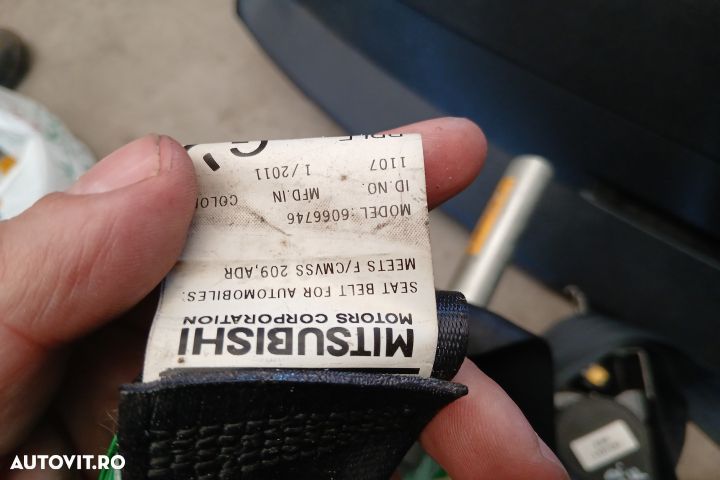 MITSUBISHI
MOTORS CORPORATION
SEAT BELT FOR AUTOMOBILES.
MEETS F/CMVSS 209,ADR
MODEL :6066746
ID.NO. MFD.IN
1107 1/2011
AUTOVIT.RO